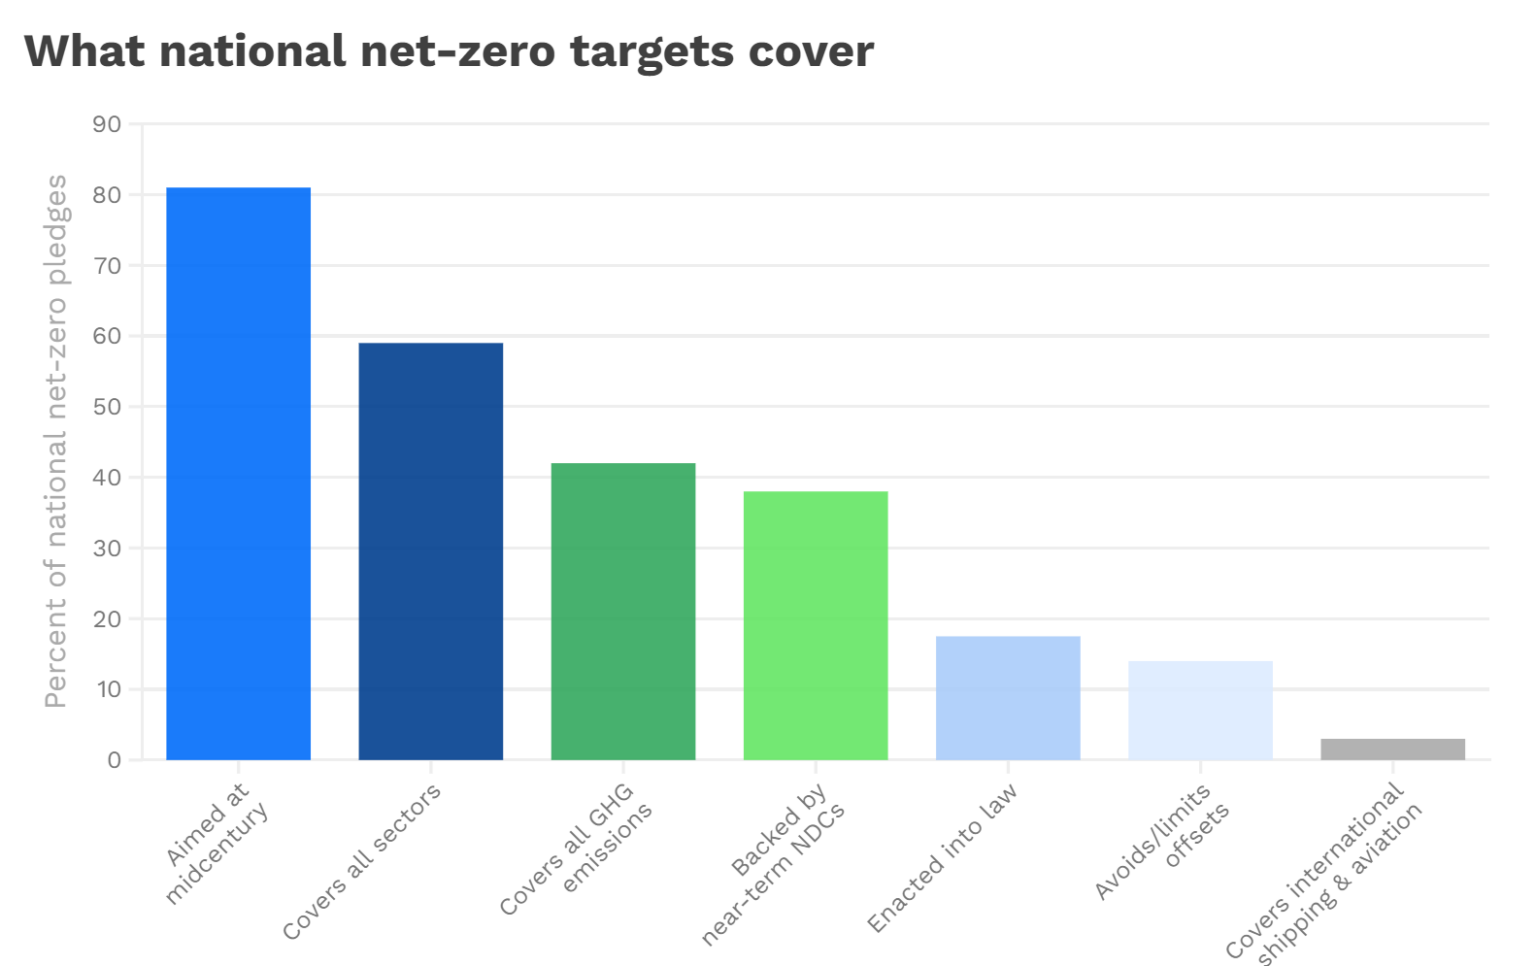 What national net-zero targets cover
Percent of national net-zero pledges
90
80
70
60
50
40
30
20
10
0
Aimed at
midcentury
Covers all sectors
Covers all GHG
emissions
Backed by
near-term NDCs
Enacted into law
Avoids/limits
offsets
Covers international
shipping & aviation